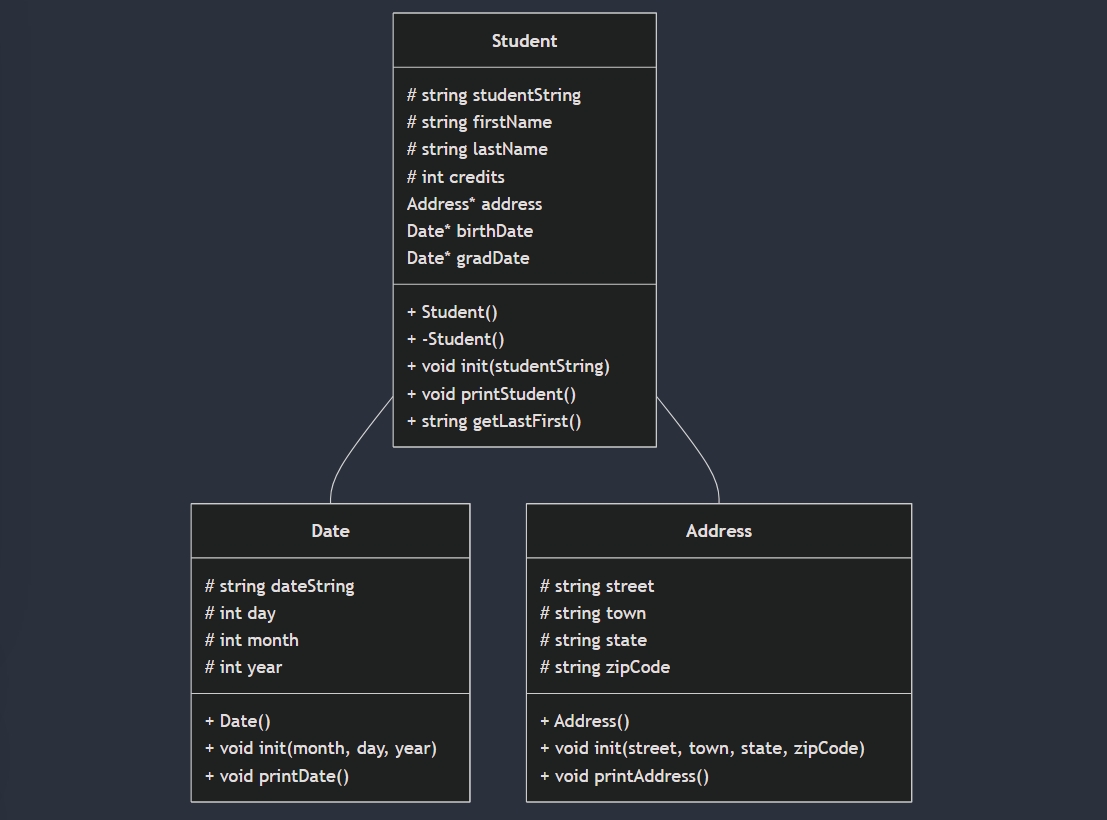 Student
# string studentString
# string firstName
# string lastName
# int credits
Address* address
Date* birthDate
Date* gradDate
+ Student()
+ -Student()
+ void init(studentString)
+ void printStudent()
+ string getLastFirst()
Date
# string dateString
# int day
# int month
# int year
+ Date()
+ void init(month, day, year)
+ void printDate()
Address
# string street
# string town
# string state
# string zipCode
+ Address()
+ void init(street, town, state, zipCode)
+ void printAddress()